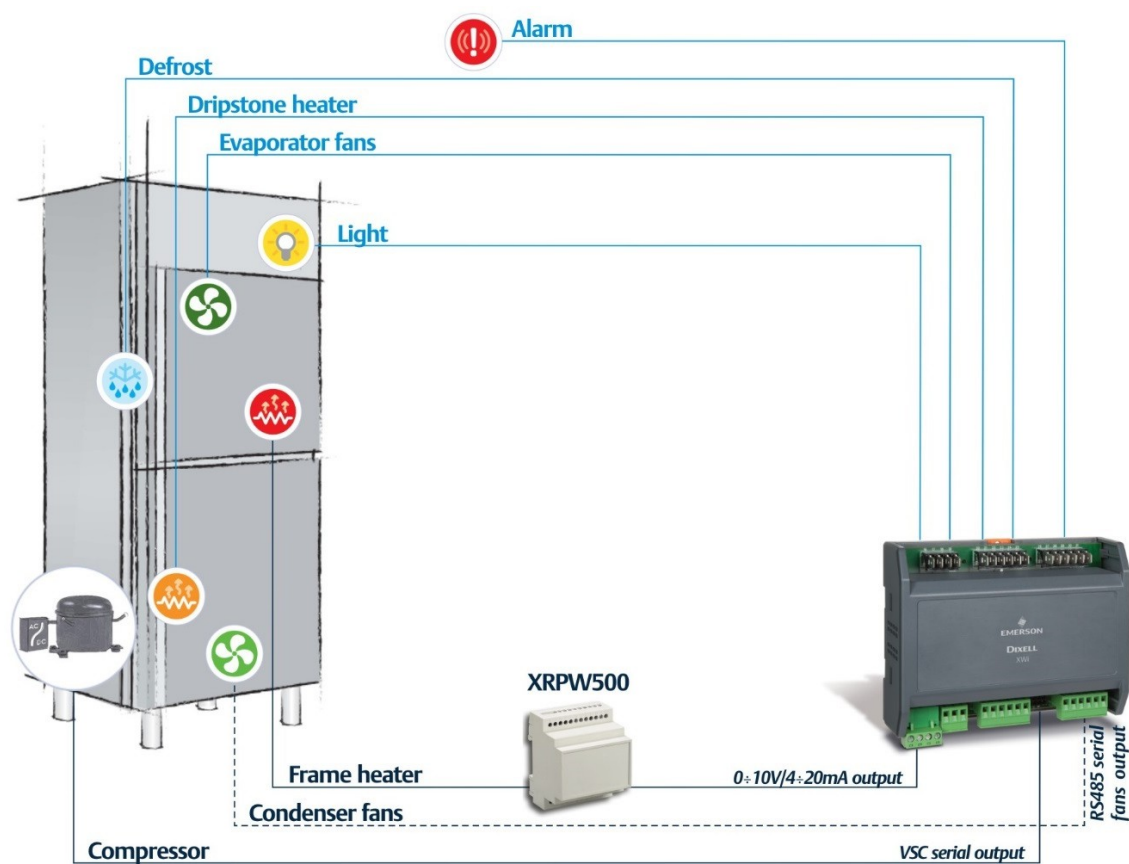 Alarm
Defrost
Dripstone heater
Evaporator fans
Light
AC
DC
EMERSON
DIXELL
XWI
XRPW500
Frame heater
0÷10V/4÷20mA output
Condenser fans
RS485 serial
fans output
Compressor
VSC serial output